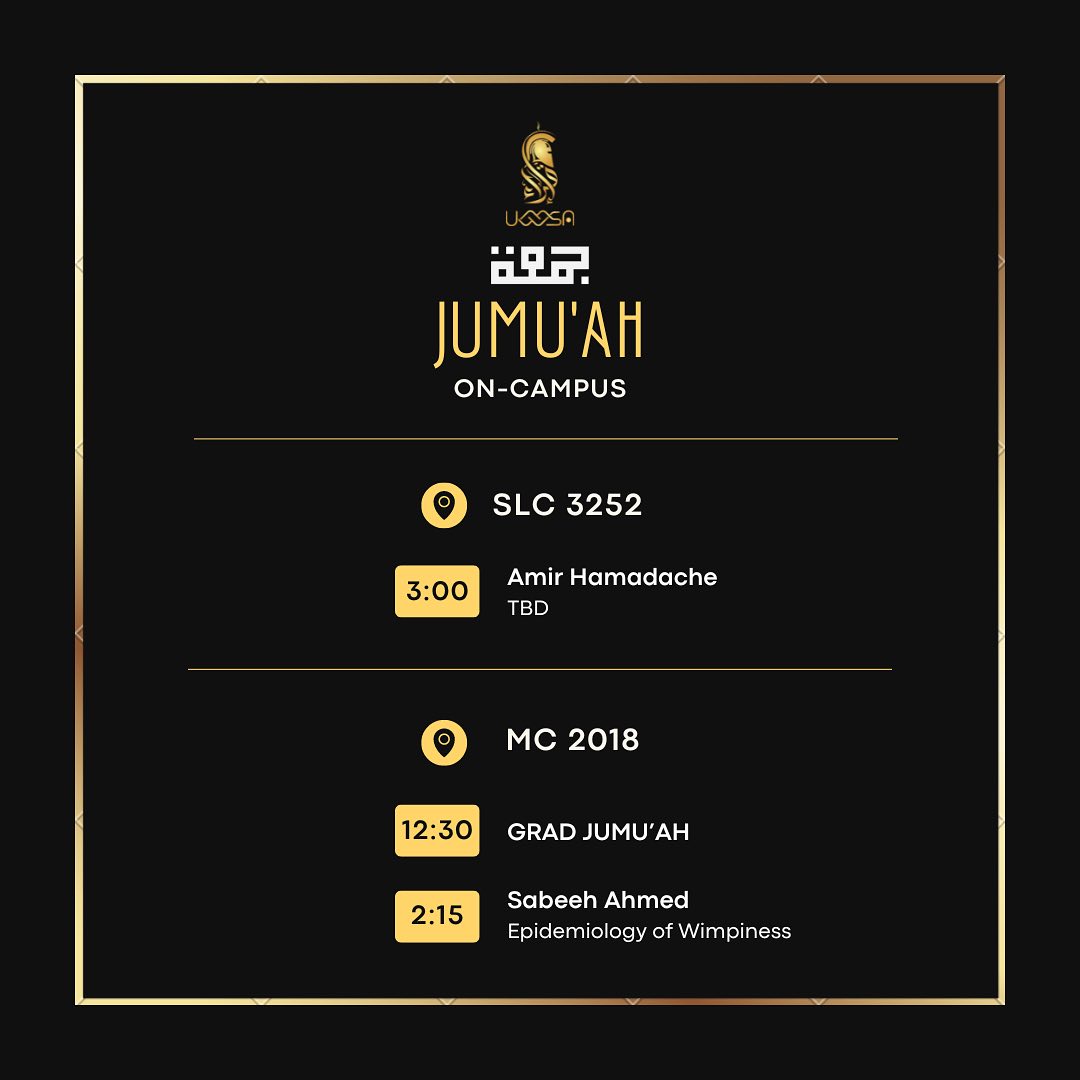 جمعة
JUMU'AH
ON-CAMPUS
SLC 3252
3:00
Amir Hamadache
TBD
MC 2018
12:30
GRAD JUMU’AH
2:15
Sabeeh Ahmed
Epidemiology of Wimpiness